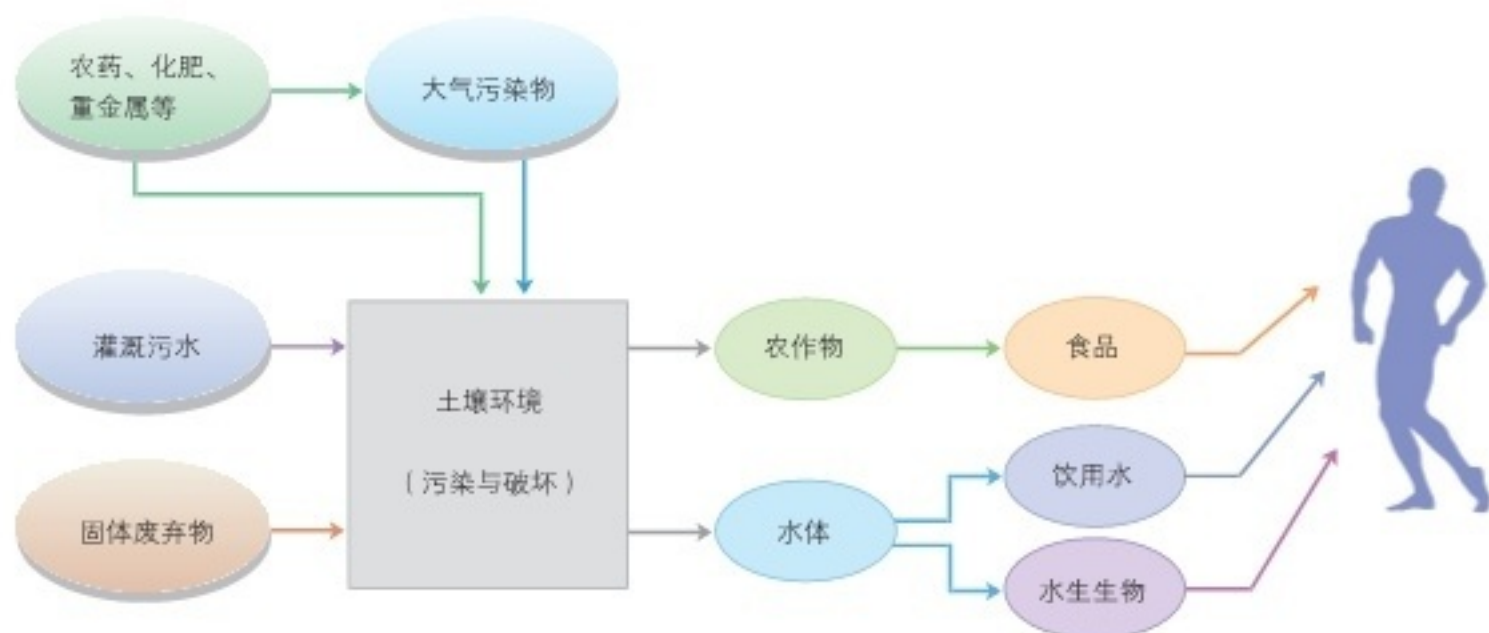 农药、化肥、
重金属等
大气污染物
灌溉污水
土壤环境
（污染与破坏）
固体废弃物
农作物
食品
饮用水
水体
水生生物